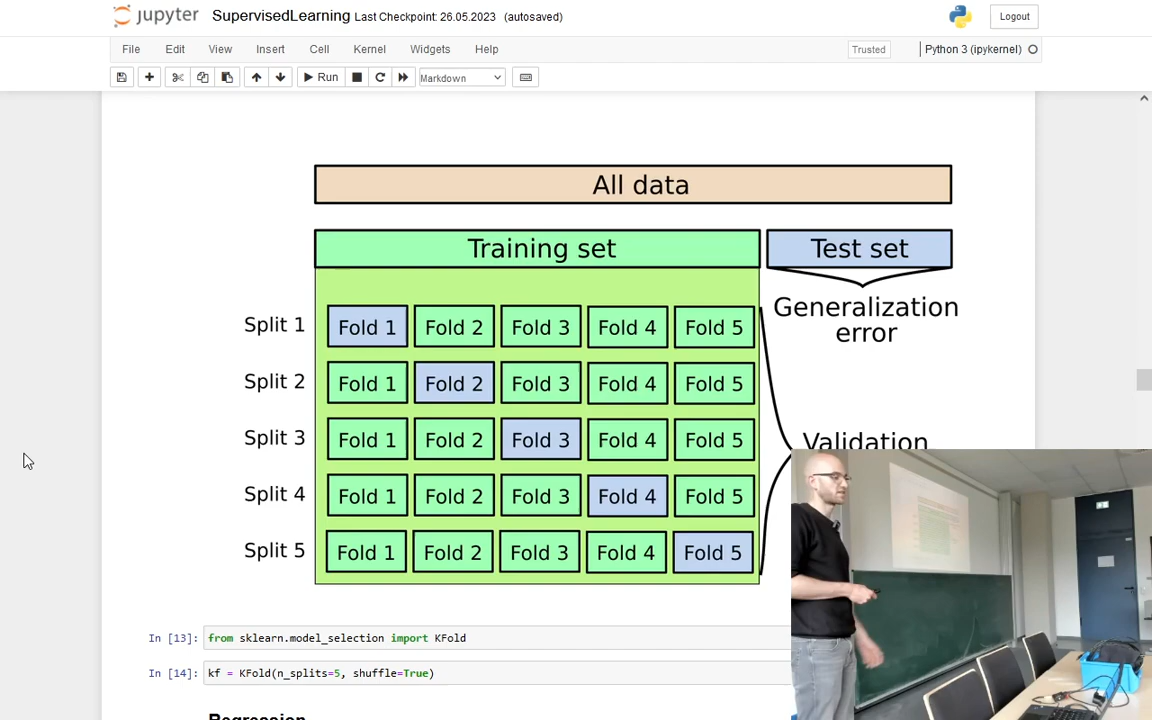 jupyter SupervisedLearning Last Checkpoint: 26.05.2023 (autosaved) Logout
File Edit View Insert Cell Kernel Widgets Help Trusted Python 3 (ipykernel)
Run Markdown
All data
Training set Test set
Generalization
error
Split 1 Fold 1 Fold 2 Fold 3 Fold 4 Fold 5
Split 2 Fold 1 Fold 2 Fold 3 Fold 4 Fold 5
Split 3 Fold 1 Fold 2 Fold 3 Fold 4 Fold 5
Validation
Split 4 Fold 1 Fold 2 Fold 3 Fold 4 Fold 5
Split 5 Fold 1 Fold 2 Fold 3 Fold 4 Fold 5
In [13]: from sklearn.model_selection import KFold
In [14]: kf = KFold(n_splits=5, shuffle=True)
Regression